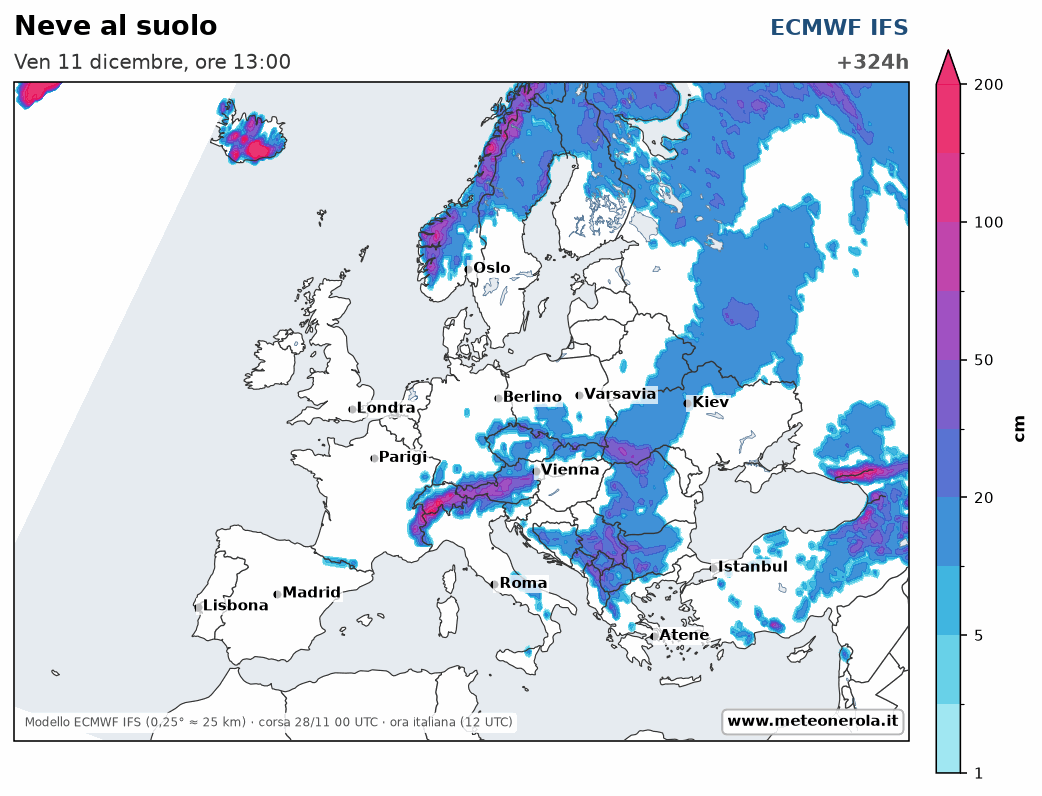 Neve al suolo
ECMWF IFS
Ven 11 dicembre, ore 13:00
+324h
200
100
50
20
5
1
cm
Oslo
Berlino
Varsavia
Kiev
Londra
Parigi
Vienna
Istanbul
Roma
Madrid
Lisbona
Atene
Modello ECMWF IFS (0,25° ≈ 25 km) · corsa 28/11 00 UTC · ora italiana (12 UTC)
www.meteonerola.it